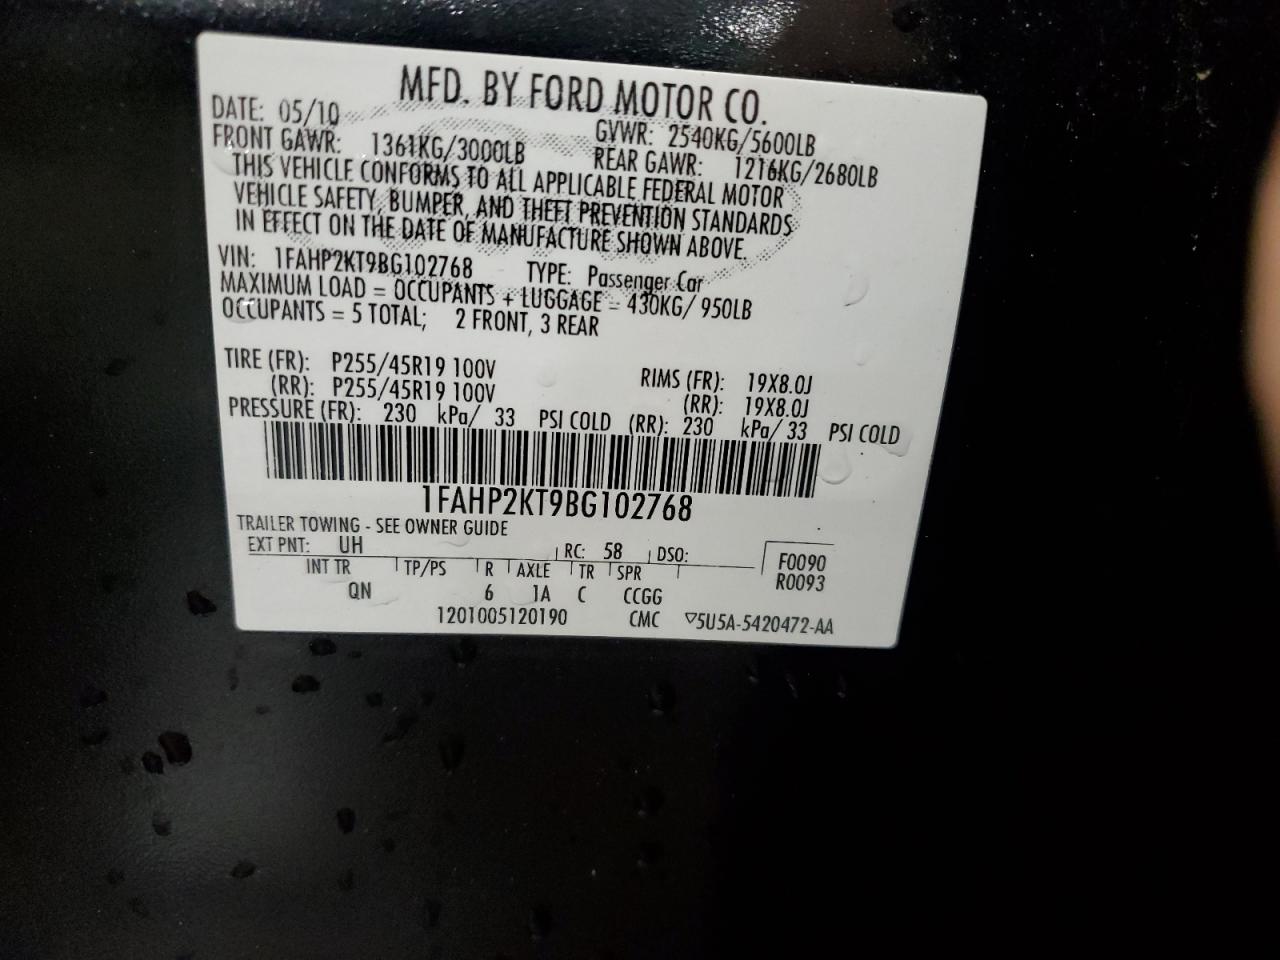 MFD. BY FORD MOTOR CO.
DATE: 05/10 GVWR: 2540KG/5600LB
FRONT GAWR: 1361KG/3000LB REAR GAWR: 1216KG/2680LB
THIS VEHICLE CONFORMS TO ALL APPLICABLE FEDERAL MOTOR
VEHICLE SAFETY, BUMPER, AND THEFT PREVENTION STANDARDS
IN EFFECT ON THE DATE OF MANUFACTURE SHOWN ABOVE.
VIN: 1FAHP2KT9BG102768 TYPE: Passenger Car
MAXIMUM LOAD = OCCUPANTS + LUGGAGE = 430KG/ 950LB
OCCUPANTS = 5 TOTAL; 2 FRONT, 3 REAR
TIRE (FR): P255/45R19 100V RIMS (FR): 19X8.0J
(RR): P255/45R19 100V (RR): 19X8.0J
PRESSURE (FR): 230 kPa/ 33 PSI COLD (RR): 230 kPa/ 33 PSI COLD
1FAHP2KT9BG102768
TRAILER TOWING - SEE OWNER GUIDE
EXT PNT: UH RC: 58 DSO: F0090
INT TR TP/PS R AXLE TR SPR R0093
QN 6 1A C CCGG
1201005120190 CMC ▽5U5A-5420472-AA